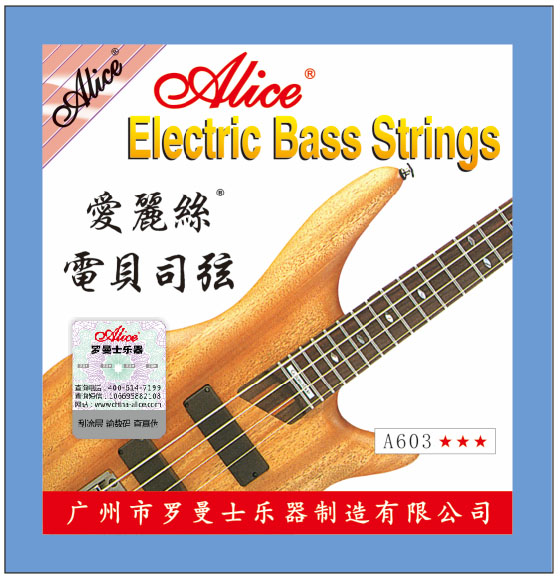 Alice®
Alice®
Electric Bass Strings
愛麗絲®
電貝司弦
Alice
罗曼士乐器
查询电话：400-614-7199
查询短信：106695882108
网站：www.china-alice.com
刮涂层 输数码 查真伪
A603 ★★★
广州市罗曼士乐器制造有限公司